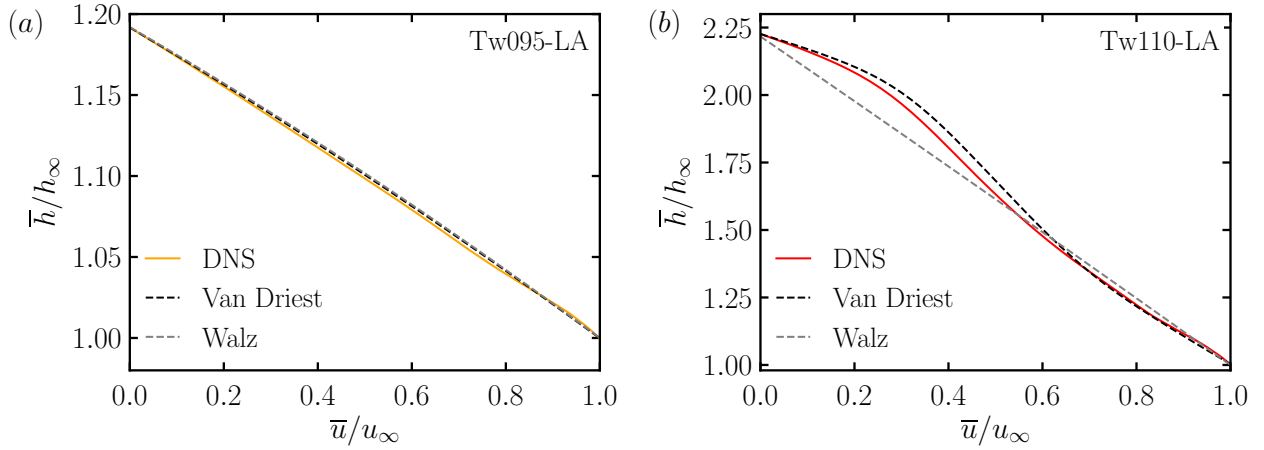 (a)
Tw095-LA
1.20
1.15
1.10
1.05
1.00
h̅/h∞
DNS
Van Driest
Walz
0.0 0.2 0.4 0.6 0.8 1.0
u̅/u∞
(b)
Tw110-LA
2.25
2.00
1.75
1.50
1.25
1.00
h̅/h∞
DNS
Van Driest
Walz
0.0 0.2 0.4 0.6 0.8 1.0
u̅/u∞